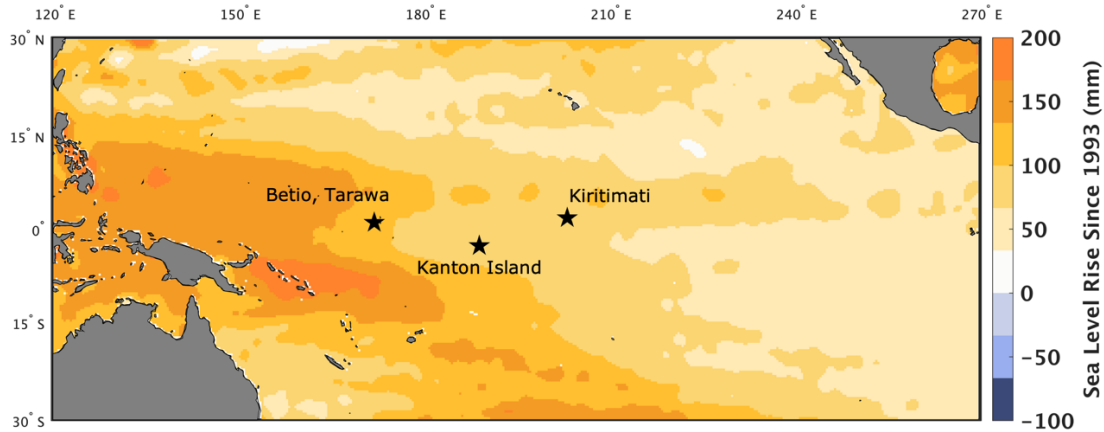 120° E 150° E 180° E 210° E 240° E 270° E
30° N
15° N
0°
15° S
30° S
Betio, Tarawa
Kiritimati
Kanton Island
200
150
100
50
0
−50
−100
Sea Level Rise Since 1993 (mm)